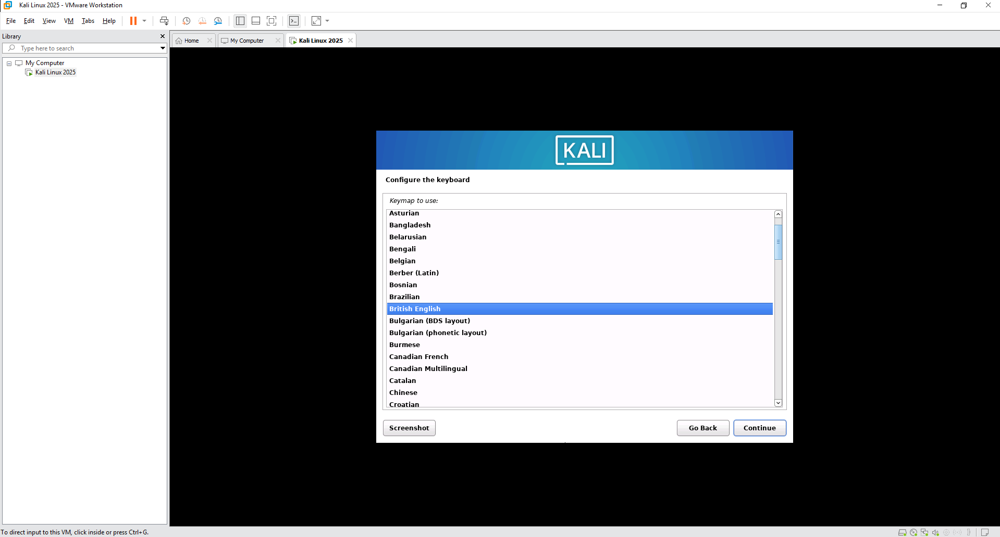 Kali Linux 2025 - VMware Workstation
File Edit View VM Tabs Help
Library
Type here to search
My Computer
Kali Linux 2025
Home
My Computer
Kali Linux 2025
KALI
Configure the keyboard
Keymap to use:
Asturian
Bangladesh
Belarusian
Bengali
Belgian
Berber (Latin)
Bosnian
Brazilian
British English
Bulgarian (BDS layout)
Bulgarian (phonetic layout)
Burmese
Canadian French
Canadian Multilingual
Catalan
Chinese
Croatian
Screenshot Go Back Continue
To direct input to this VM, click inside or press Ctrl+G.